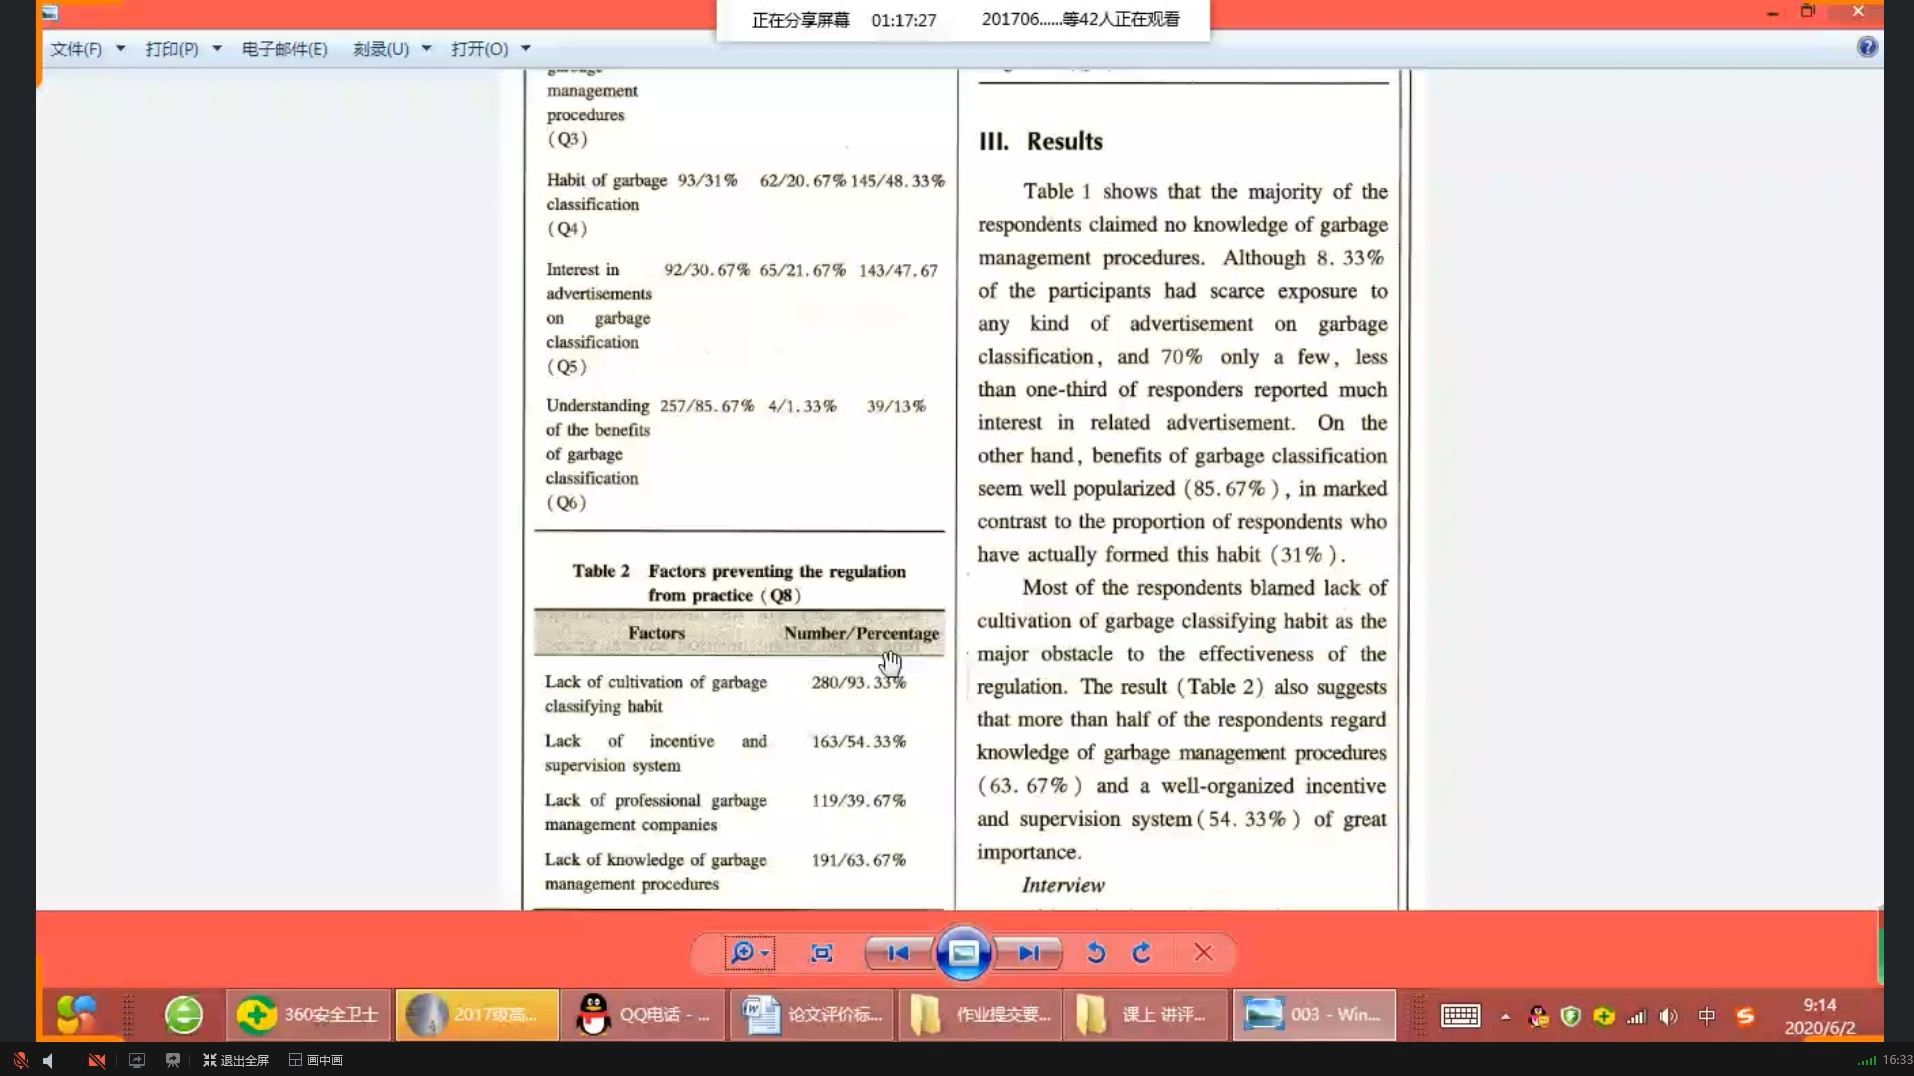 正在分享屏幕 01:17:27 201706......等42人正在观看
文件(F) 打印(P) 电子邮件(E) 刻录(U) 打开(O)
management
procedures
(Q3)
Habit of garbage 93/31% 62/20.67% 145/48.33%
classification
(Q4)
Interest in 92/30.67% 65/21.67% 143/47.67
advertisements
on garbage
classification
(Q5)
Understanding 257/85.67% 4/1.33% 39/13%
of the benefits
of garbage
classification
(Q6)
Table 2 Factors preventing the regulation
from practice (Q8)
Factors Number/Percentage
Lack of cultivation of garbage 280/93.33%
classifying habit
Lack of incentive and 163/54.33%
supervision system
Lack of professional garbage 119/39.67%
management companies
Lack of knowledge of garbage 191/63.67%
management procedures
III. Results
Table 1 shows that the majority of the
respondents claimed no knowledge of garbage
management procedures. Although 8.33%
of the participants had scarce exposure to
any kind of advertisement on garbage
classification, and 70% only a few, less
than one-third of responders reported much
interest in related advertisement. On the
other hand, benefits of garbage classification
seem well popularized (85.67%), in marked
contrast to the proportion of respondents who
have actually formed this habit (31%).
Most of the respondents blamed lack of
cultivation of garbage classifying habit as the
major obstacle to the effectiveness of the
regulation. The result (Table 2) also suggests
that more than half of the respondents regard
knowledge of garbage management procedures
(63.67%) and a well-organized incentive
and supervision system(54.33%) of great
importance.
Interview
360安全卫士 2017级高... QQ电话 - ... 论文评价标... 作业提交要... 课上 讲评... 003 - Win... 中 9:14
2020/6/2
退出全屏 画中画 16:33